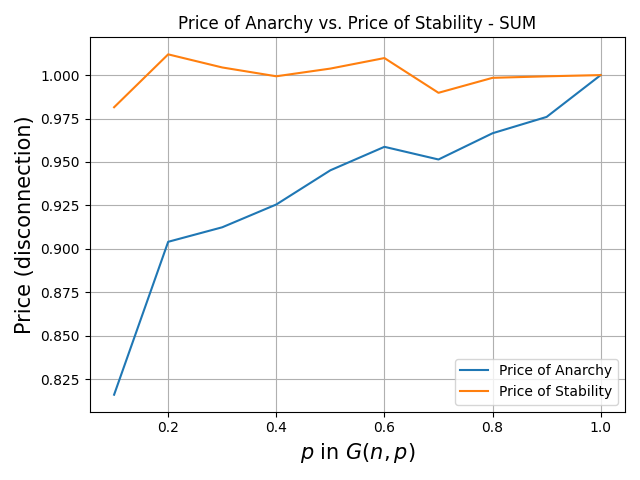 Price of Anarchy vs. Price of Stability - SUM
Price (disconnection)
1.000
0.975
0.950
0.925
0.900
0.875
0.850
0.825
0.2 0.4 0.6 0.8 1.0
p in G(n, p)
Price of Anarchy
Price of Stability